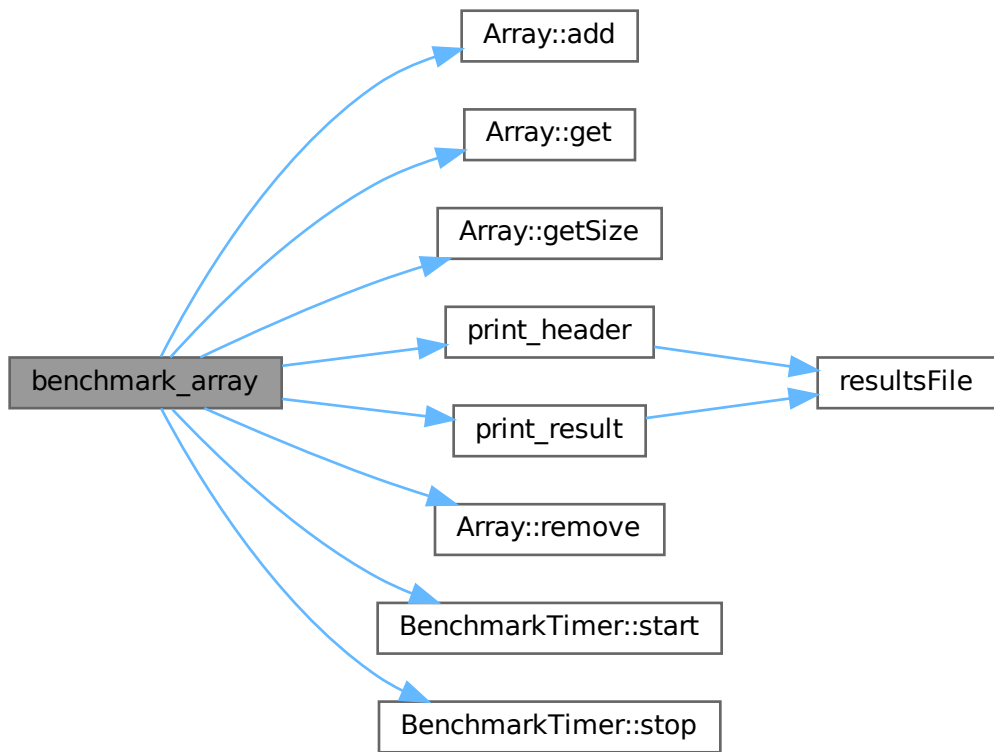 Array::add
Array::get
Array::getSize
print_header
benchmark_array
resultsFile
print_result
Array::remove
BenchmarkTimer::start
BenchmarkTimer::stop